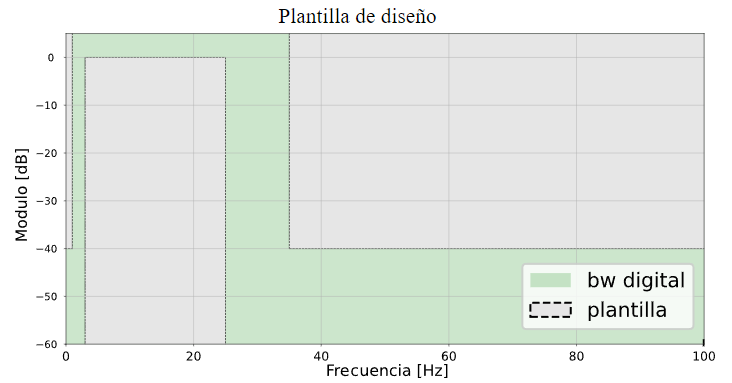 Plantilla de diseño
Modulo [dB]
0
−10
−20
−30
−40
−50
−60
0 20 40 60 80 100
Frecuencia [Hz]
bw digital
plantilla